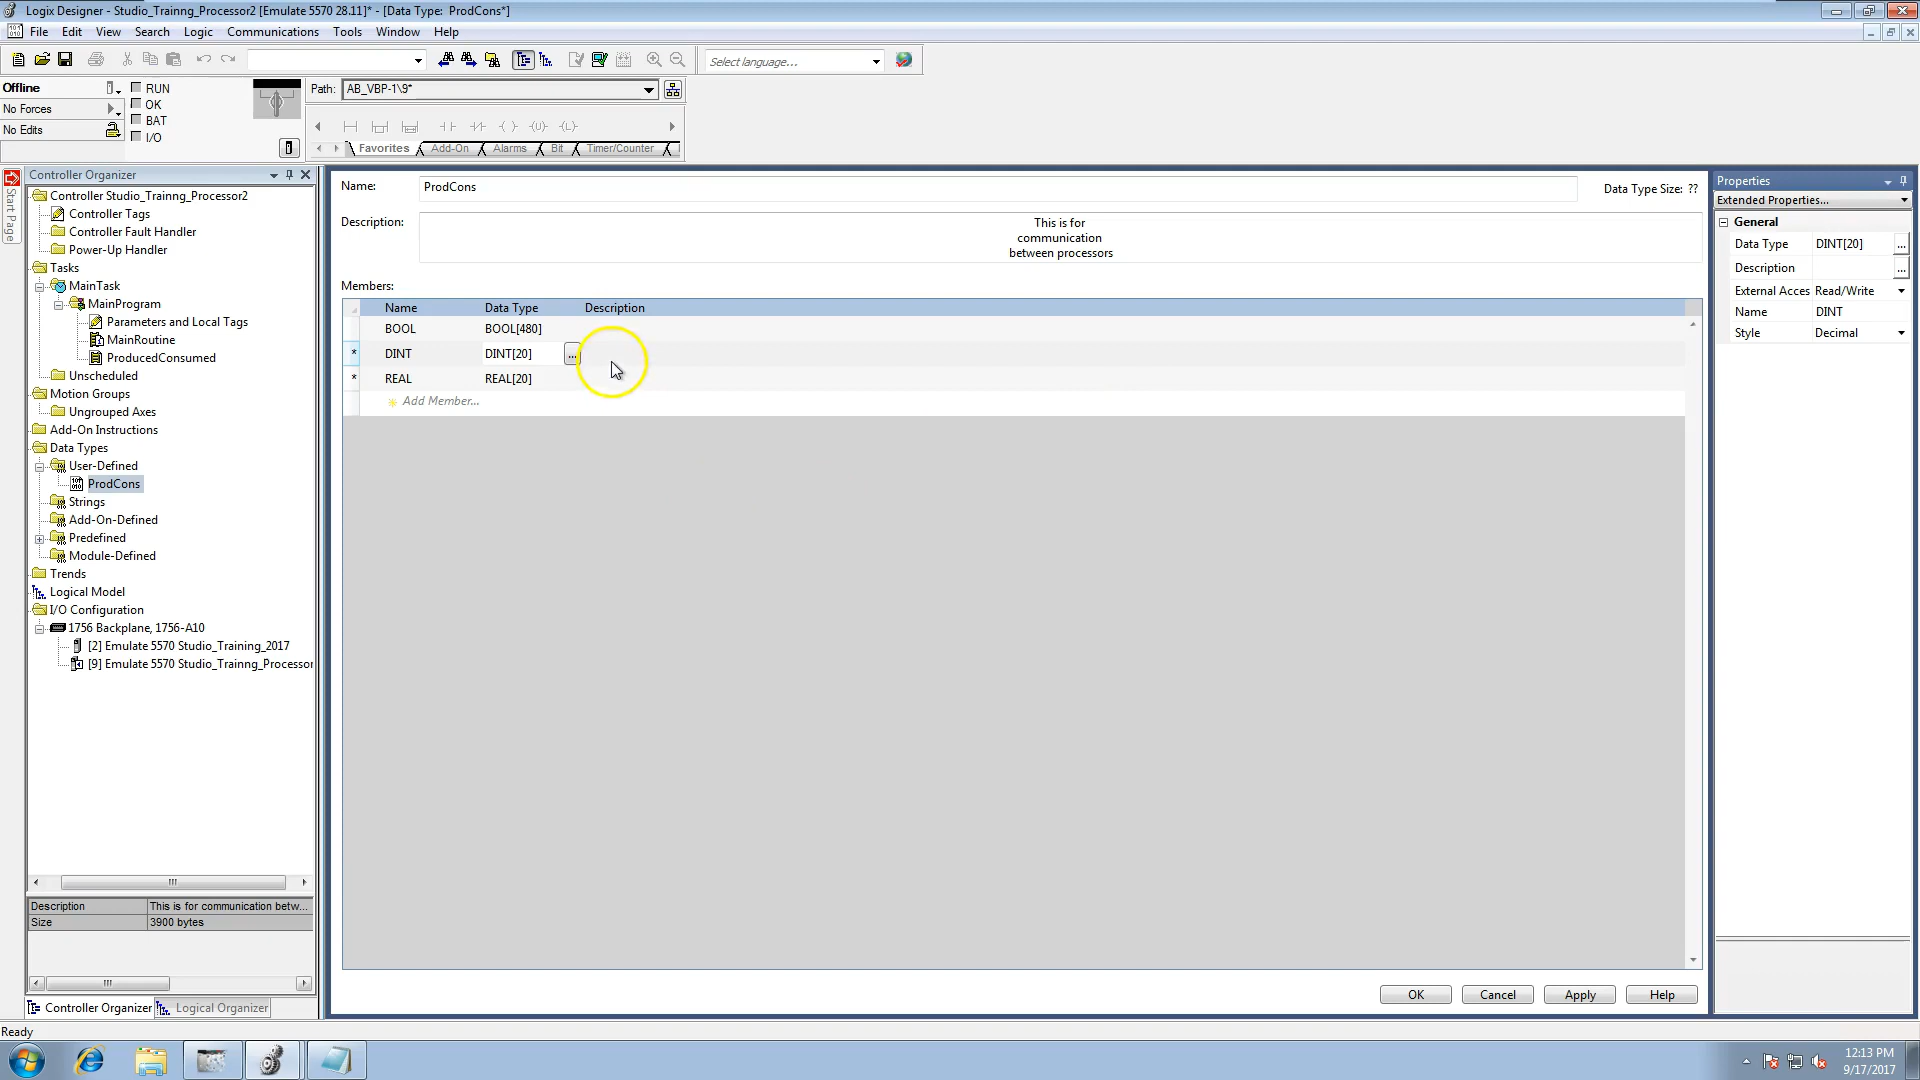 Logix Designer - Studio_Trainng_Processor2 [Emulate 5570 28.11]* - [Data Type:  ProdCons*]
File Edit View Search Logic Communications Tools Window Help
Select language...
Offline
RUN
No Forces
OK
No Edits
BAT
I/O
Path: AB_VBP-1\9*
Favorites Add-On Alarms Bit Timer/Counter
Start Page
Controller Organizer
Controller Studio_Trainng_Processor2
Controller Tags
Controller Fault Handler
Power-Up Handler
Tasks
MainTask
MainProgram
Parameters and Local Tags
MainRoutine
ProducedConsumed
Unscheduled
Motion Groups
Ungrouped Axes
Add-On Instructions
Data Types
User-Defined
ProdCons
Strings
Add-On-Defined
Predefined
Module-Defined
Trends
Logical Model
I/O Configuration
1756 Backplane, 1756-A10
[2] Emulate 5570 Studio_Training_2017
[9] Emulate 5570 Studio_Trainng_Processor
Description This is for communication betw...
Size 3900 bytes
Controller Organizer Logical Organizer
Name: ProdCons
Data Type Size: ??
Description:
This is for
communication
between processors
Members:
Name Data Type Description
BOOL BOOL[480]
* DINT DINT[20] ...
* REAL REAL[20]
Add Member...
OK Cancel Apply Help
Properties
Extended Properties...
General
Data Type DINT[20] ...
Description ...
External Acces Read/Write
Name DINT
Style Decimal
Ready
12:13 PM
9/17/2017